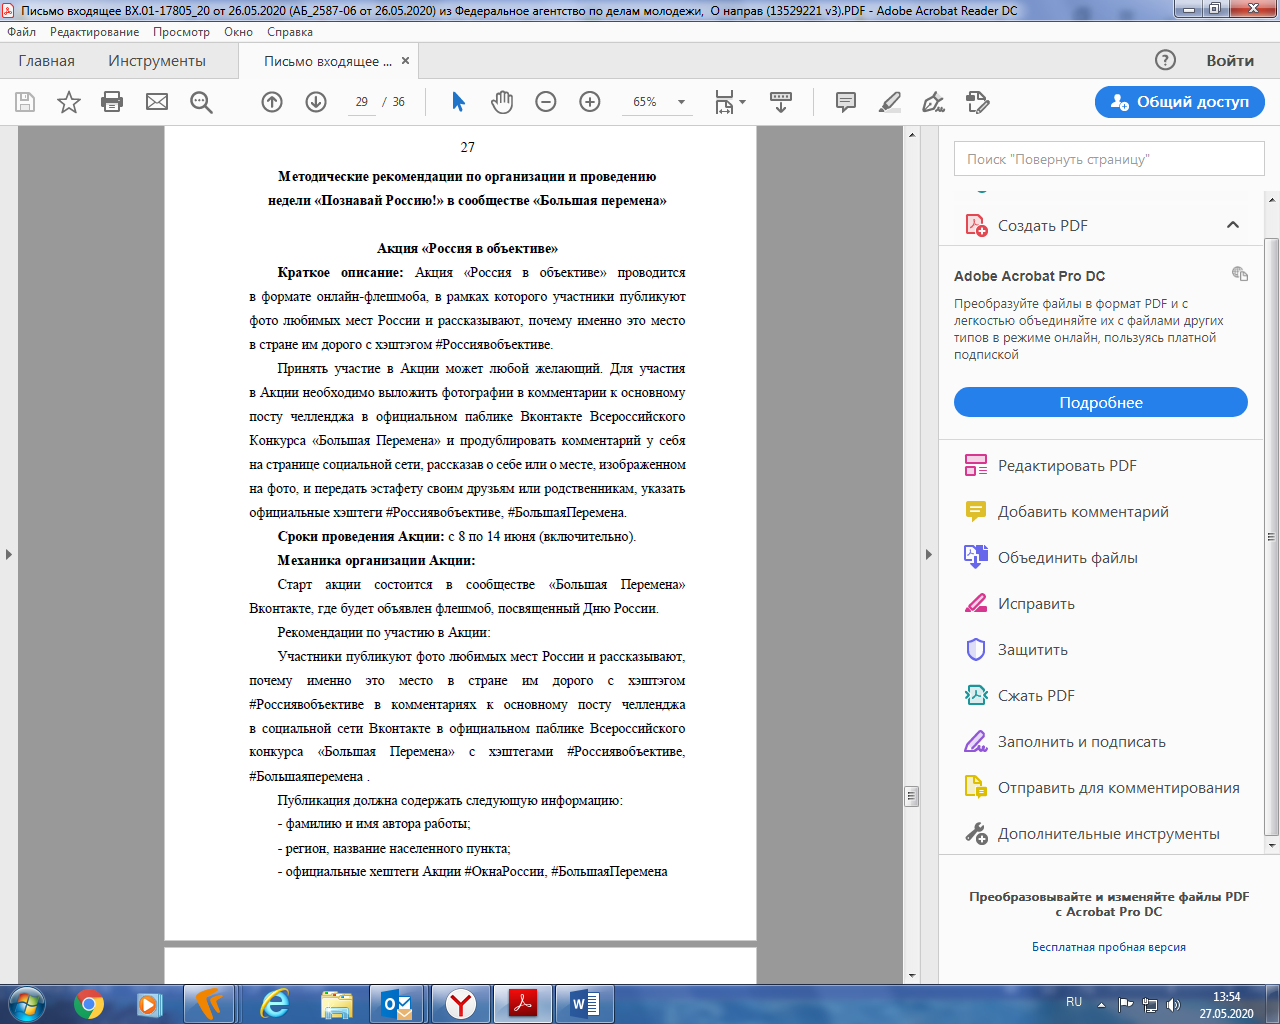 Письмо входящее ВХ.01-17805_20 от 26.05.2020 (АБ_2587-06 от 26.05.2020) из Федеральное агентство по делам молодежи,  О направ (13529221 v3).PDF - Adobe Acrobat Reader DC
Файл Редактирование Просмотр Окно Справка
Главная Инструменты Письмо входящее ... × Войти
29 / 36 65% Общий доступ
27
Методические рекомендации по организации и проведению
недели «Познавай Россию!» в сообществе «Большая перемена»
Акция «Россия в объективе»
Краткое описание: Акция «Россия в объективе» проводится
в формате онлайн-флешмоба, в рамках которого участники публикуют
фото любимых мест России и рассказывают, почему именно это место
в стране им дорого с хэштэгом #Россиявобъективе.
Принять участие в Акции может любой желающий. Для участия
в Акции необходимо выложить фотографии в комментарии к основному
посту челленджа в официальном паблике Вконтакте Всероссийского
Конкурса «Большая Перемена» и продублировать комментарий у себя
на странице социальной сети, рассказав о себе или о месте, изображенном
на фото, и передать эстафету своим друзьям или родственникам, указать
официальные хэштеги #Россиявобъективе, #БольшаяПеремена.
Сроки проведения Акции: с 8 по 14 июня (включительно).
Механика организации Акции:
Старт акции состоится в сообществе «Большая Перемена»
Вконтакте, где будет объявлен флешмоб, посвященный Дню России.
Рекомендации по участию в Акции:
Участники публикуют фото любимых мест России и рассказывают,
почему именно это место в стране им дорого с хэштэгом
#Россиявобъективе в комментариях к основному посту челленджа
в социальной сети Вконтакте в официальном паблике Всероссийского
конкурса «Большая Перемена» с хэштегами #Россиявобъективе,
#Большаяперемена .
Публикация должна содержать следующую информацию:
- фамилию и имя автора работы;
- регион, название населенного пункта;
- официальные хештеги Акции #ОкнаРоссии, #БольшаяПеремена
Поиск "Повернуть страницу"
Создать PDF
Adobe Acrobat Pro DC
Преобразуйте файлы в формат PDF и с
легкостью объединяйте их с файлами других
типов в режиме онлайн, пользуясь платной
подпиской
Подробнее
Редактировать PDF
Добавить комментарий
Объединить файлы
Исправить
Защитить
Сжать PDF
Заполнить и подписать
Отправить для комментирования
Дополнительные инструменты
Преобразовывайте и изменяйте файлы PDF
с Acrobat Pro DC
Бесплатная пробная версия
RU 13:54
27.05.2020